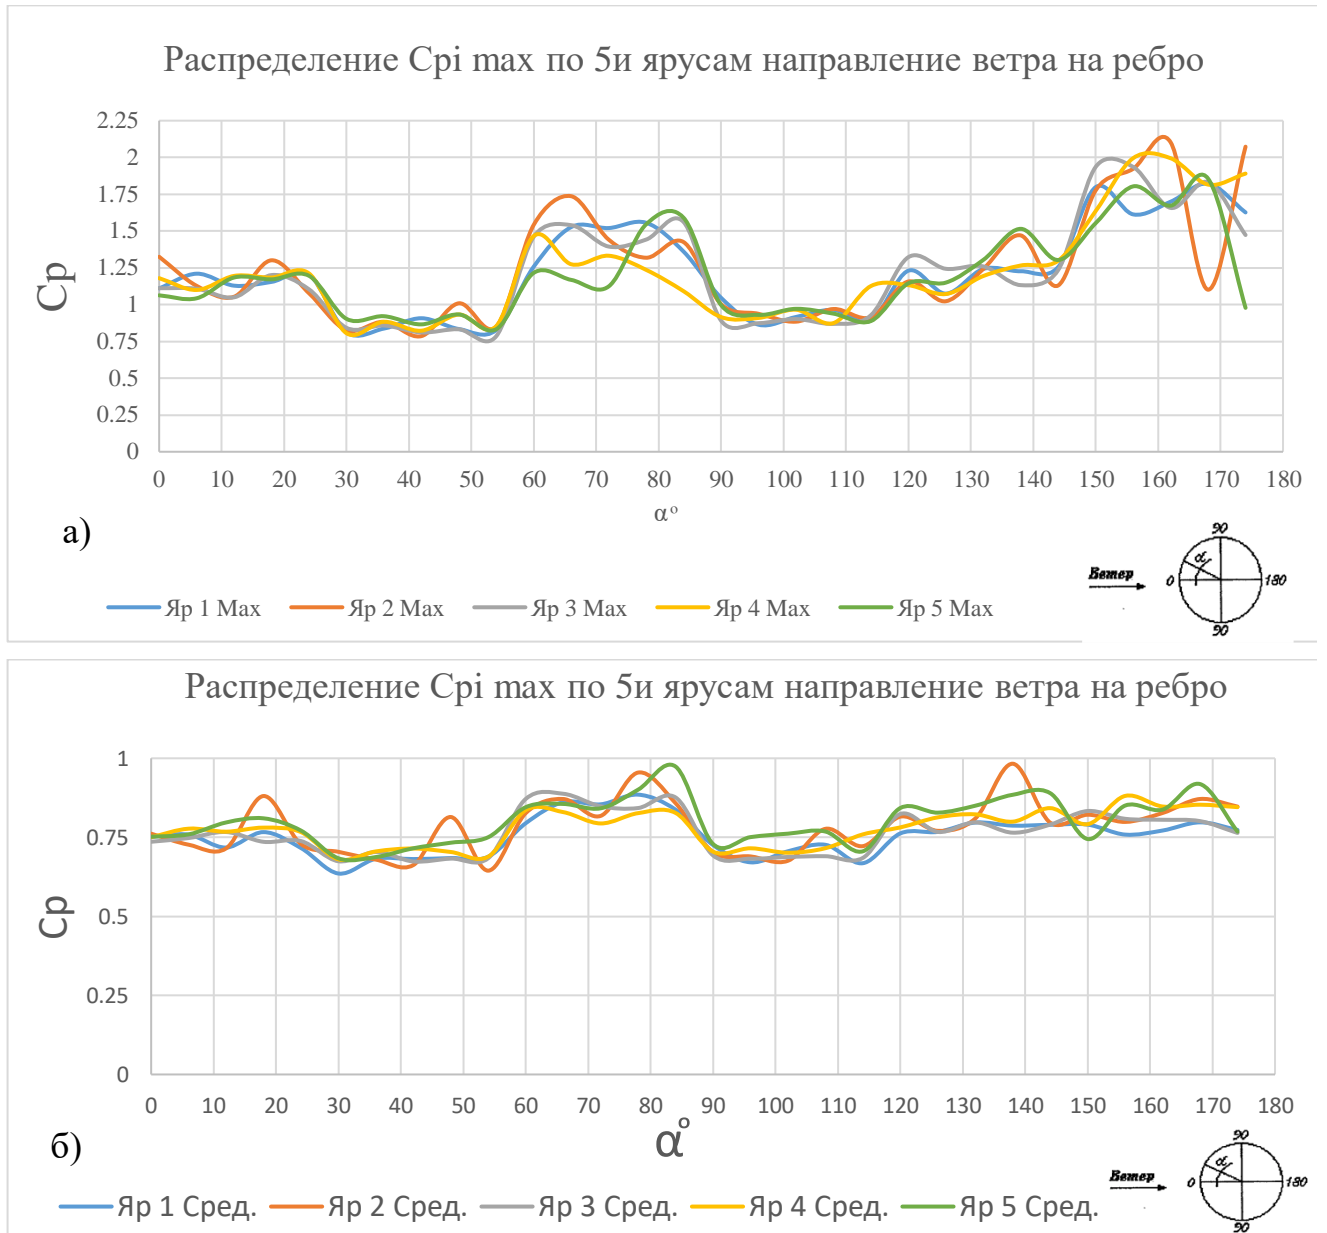 Распределение Cpi max по 5и ярусам направление ветра на ребро
2.25
2
1.75
1.5
1.25
1
0.75
0.5
0.25
0
Cp
0 10 20 30 40 50 60 70 80 90 100 110 120 130 140 150 160 170 180
α°
а)
Ветер
90
α
0
180
90
Яр 1 Max Яр 2 Max Яр 3 Max Яр 4 Max Яр 5 Max
Распределение Cpi max по 5и ярусам направление ветра на ребро
1
0.75
0.5
0.25
0
Cp
0 10 20 30 40 50 60 70 80 90 100 110 120 130 140 150 160 170 180
α°
б)
Ветер
90
α
0
180
90
Яр 1 Сред. Яр 2 Сред. Яр 3 Сред. Яр 4 Сред. Яр 5 Сред.